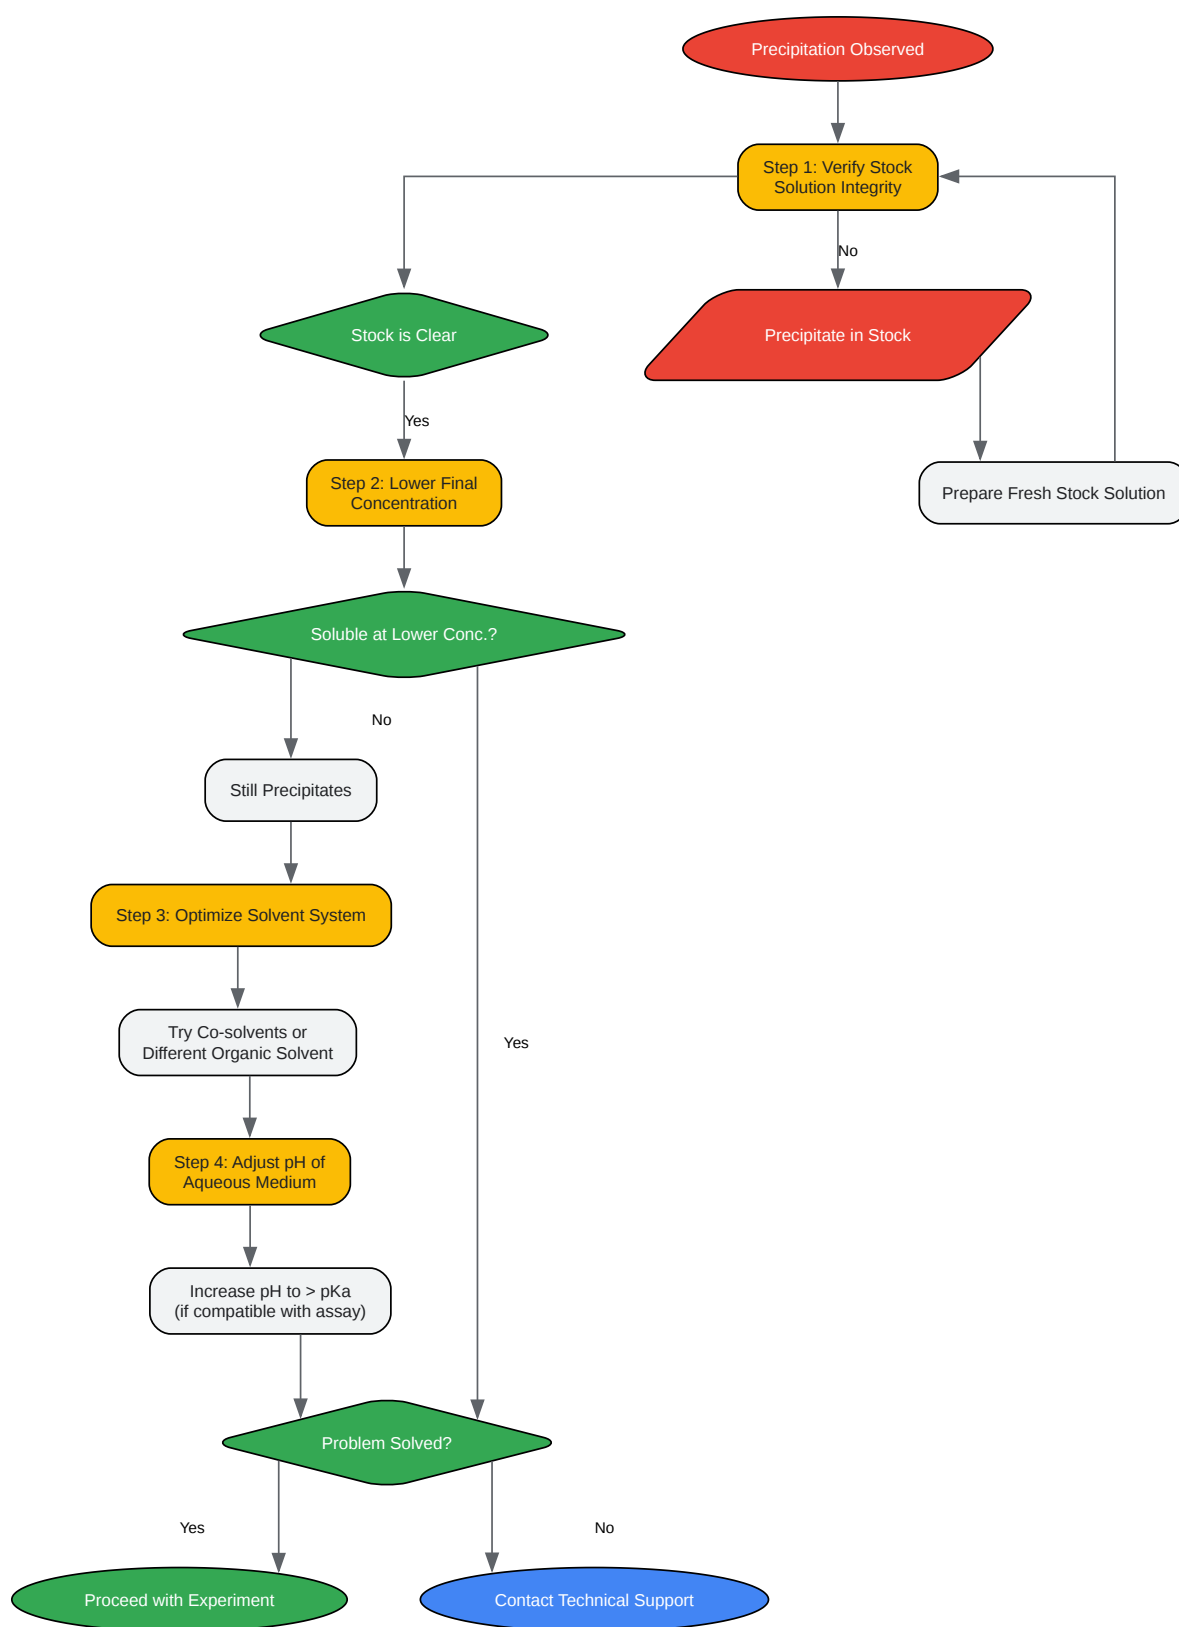 Precipitation Observed
Step 1: Verify Stock
Solution Integrity
No
Stock is Clear
Precipitate in Stock
Yes
Step 2: Lower Final
Concentration
Prepare Fresh Stock Solution
Soluble at Lower Conc.?
No
Still Precipitates
Step 3: Optimize Solvent System
Try Co-solvents or
Different Organic Solvent
Yes
Step 4: Adjust pH of
Aqueous Medium
Increase pH to > pKa
(if compatible with assay)
Problem Solved?
Yes
No
Proceed with Experiment
Contact Technical Support